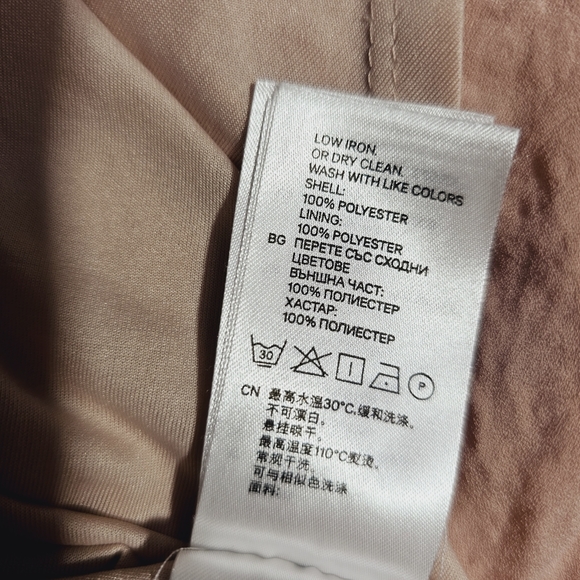 LOW IRON.
OR DRY CLEAN.
WASH WITH LIKE COLORS
SHELL:
100% POLYESTER
LINING:
100% POLYESTER
BG ПЕРЕТЕ СЪС СХОДНИ
ЦВЕТОВЕ
ВЪНШНА ЧАСТ:
100% ПОЛИЕСТЕР
ХАСТАР:
100% ПОЛИЕСТЕР
30 P
CN 最高水温30°C,缓和洗涤。
不可漂白。
悬挂晾干。
最高温度110°C熨烫。
常规干洗。
可与相似色洗涤
面料: